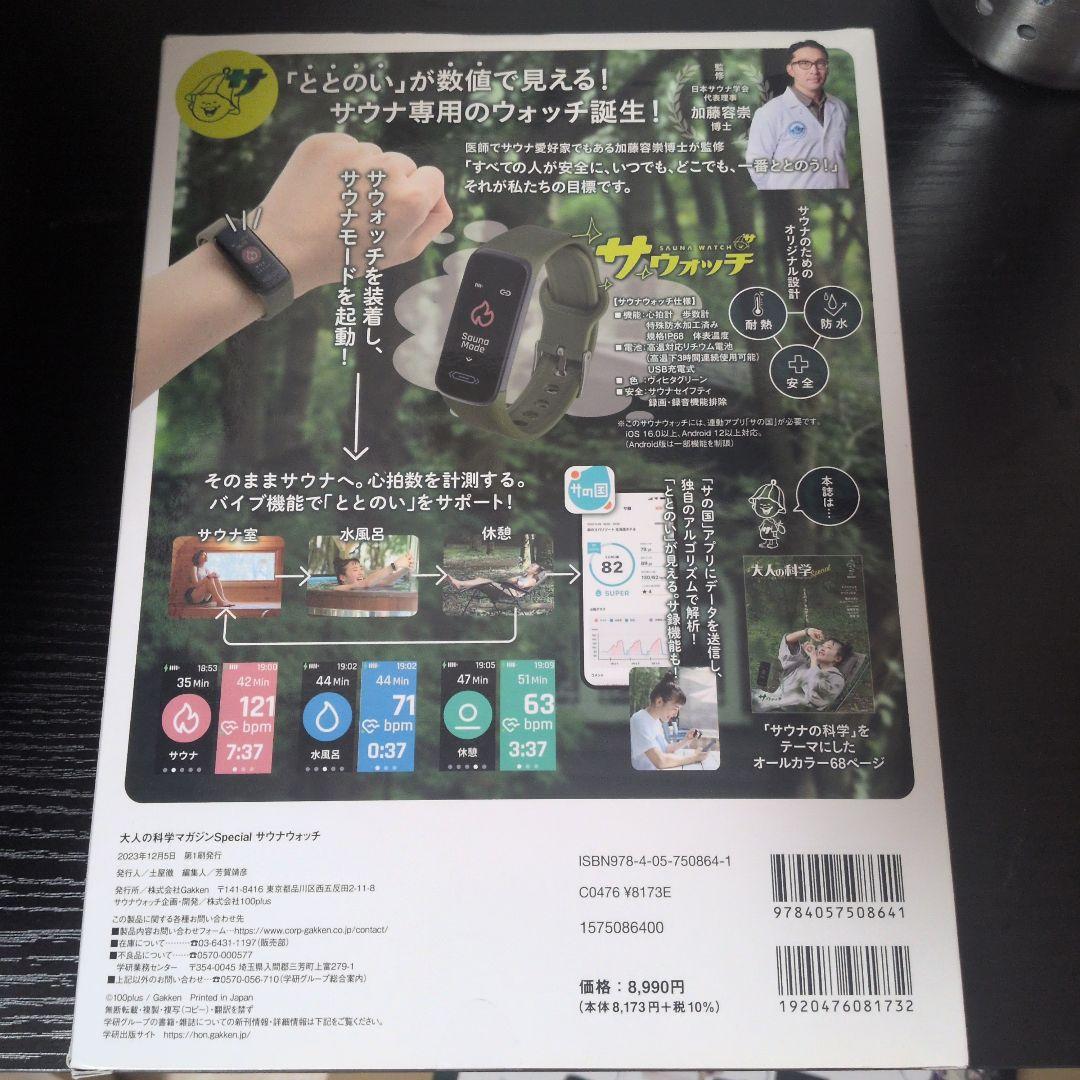 サ
「ととのい」が数値で見える！
サウナ専用のウォッチ誕生！
監修
日本サウナ学会
代表理事
加藤容崇
博士
医師でサウナ愛好家でもある加藤容崇博士が監修
「すべての人が安全に、いつでも、どこでも、一番ととのう！」
それが私たちの目標です。
サウォッチを装着し、
サウナモードを起動！
Sauna
Mode
SAUNA WATCH
サウォッチ
サウナのための
オリジナル設計
耐熱
防水
安全
【サウナウォッチ仕様】
■機能：心拍計 歩数計
特殊防水加工済み
規格IP68 体表温度
■電池：高温対応リチウム電池
（高温下3時間連続使用可能）
USB充電式
■色：ヴィヒタグリーン
■安全：サウナセイフティ
録画・録音機能排除
※このサウナウォッチには、連動アプリ「サの国」が必要です。
iOS 16.0以上、Android 12以上対応。
（Android版は一部機能を制限）
そのままサウナへ。心拍数を計測する。
バイブ機能で「ととのい」をサポート！
サウナ室
水風呂
休憩
サの国
82
SUPER
「サの国」アプリにデータを送信し、
独自のアルゴリズムで解析！
「ととのい」が見える。サ録機能も！
本誌は…
大人の科学
Special
サウォッチ
「サウナの科学」を
テーマにした
オールカラー68ページ
18:53
35 Min
サウナ
19:00
42 Min
121
bpm
7:37
19:02
44 Min
水風呂
19:02
44 Min
71
bpm
0:37
19:05
47 Min
休憩
19:09
51 Min
63
bpm
3:37
大人の科学マガジンSpecial サウナウォッチ
2023年12月5日 第1刷発行
発行人／土屋徹 編集人／芳賀靖彦
発行所／株式会社Gakken 〒141-8416 東京都品川区西五反田2-11-8
サウナウォッチ企画・開発／株式会社100plus
この製品に関する各種お問い合わせ先
■製品内容お問い合わせフォーム…https://www.corp-gakken.co.jp/contact/
■在庫について………☎03-6431-1197（販売部）
■不良品について……☎0570-000577
学研業務センター 〒354-0045 埼玉県入間郡三芳町上富279-1
■上記以外のお問い合わせ…☎0570-056-710（学研グループ総合案内）
©100plus / Gakken Printed in Japan
無断転載・複製・複写（コピー）・翻訳を禁ず
学研グループの書籍・雑誌についての新刊情報・詳細情報は下記をご覧ください。
学研出版サイト https://hon.gakken.jp/
ISBN978-4-05-750864-1
C0476 ¥8173E
1575086400
価格：8,990円
（本体8,173円＋税10%）
9784057508641
1920476081732